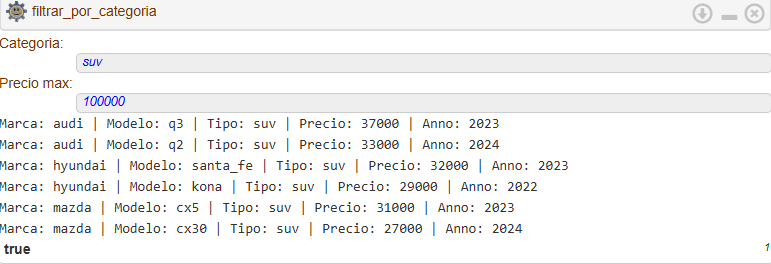 filtrar_por_categoria
Categoria:
suv
Precio max:
100000
Marca: audi | Modelo: q3 | Tipo: suv | Precio: 37000 | Anno: 2023
Marca: audi | Modelo: q2 | Tipo: suv | Precio: 33000 | Anno: 2024
Marca: hyundai | Modelo: santa_fe | Tipo: suv | Precio: 32000 | Anno: 2023
Marca: hyundai | Modelo: kona | Tipo: suv | Precio: 29000 | Anno: 2022
Marca: mazda | Modelo: cx5 | Tipo: suv | Precio: 31000 | Anno: 2023
Marca: mazda | Modelo: cx30 | Tipo: suv | Precio: 27000 | Anno: 2024
true 1